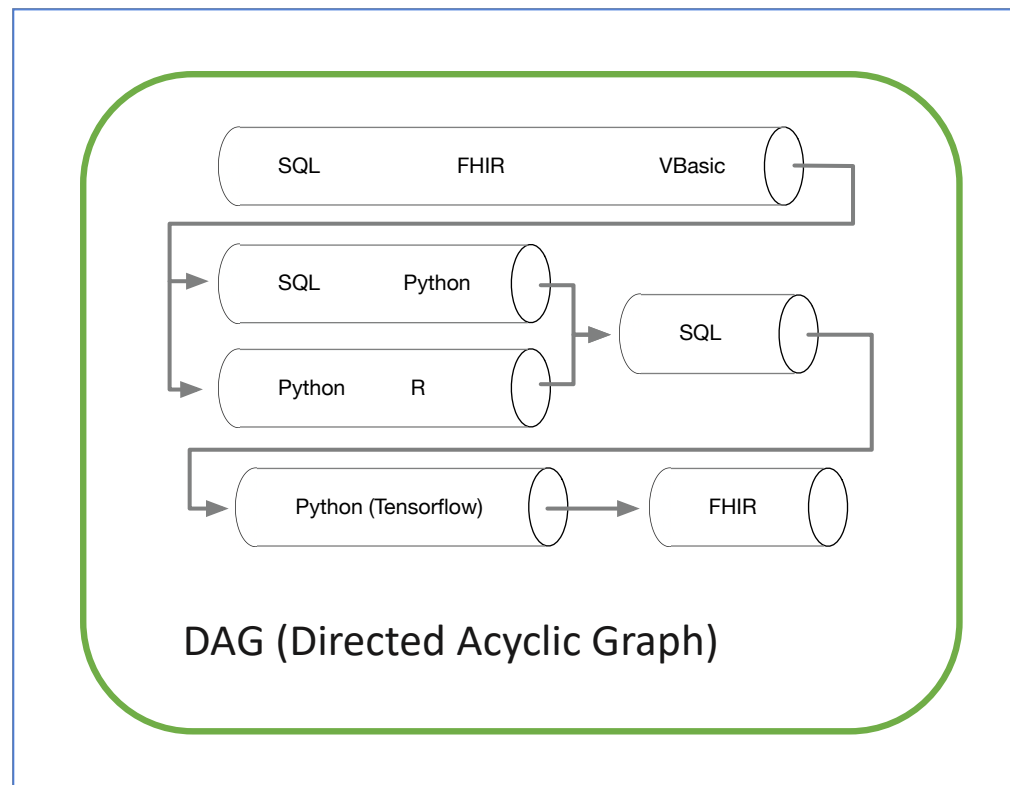 SQL FHIR VBasic
SQL Python
SQL
Python R
Python (Tensorflow) FHIR
DAG (Directed Acyclic Graph)